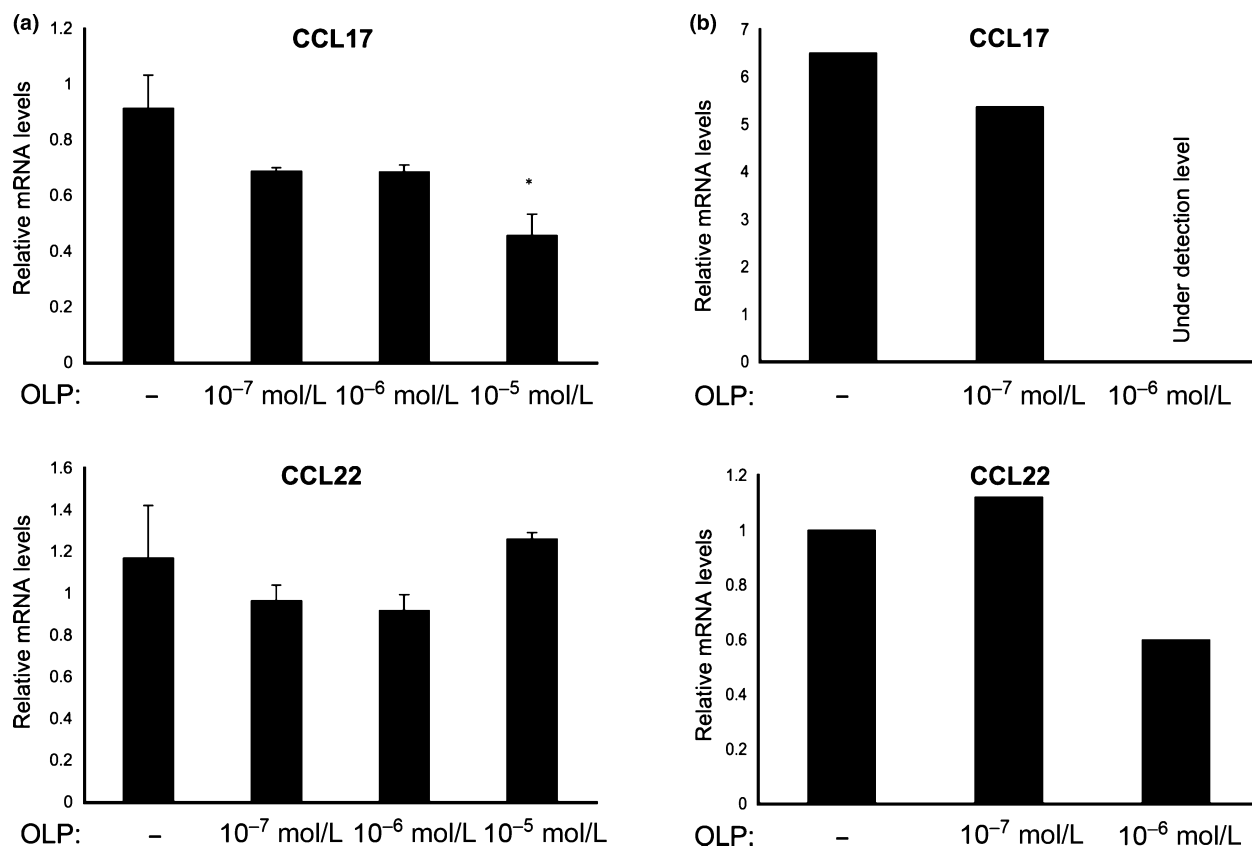 (a)
CCL17
Relative mRNA levels
1.2
1
0.8
0.6
0.4
0.2
0
*
OLP: – 10⁻⁷ mol/L 10⁻⁶ mol/L 10⁻⁵ mol/L
(b)
CCL17
Relative mRNA levels
7
6
5
4
3
2
1
0
Under detection level
OLP: – 10⁻⁷ mol/L 10⁻⁶ mol/L
CCL22
Relative mRNA levels
1.6
1.4
1.2
1
0.8
0.6
0.4
0.2
0
OLP: – 10⁻⁷ mol/L 10⁻⁶ mol/L 10⁻⁵ mol/L
CCL22
Relative mRNA levels
1.2
1
0.8
0.6
0.4
0.2
0
OLP: – 10⁻⁷ mol/L 10⁻⁶ mol/L